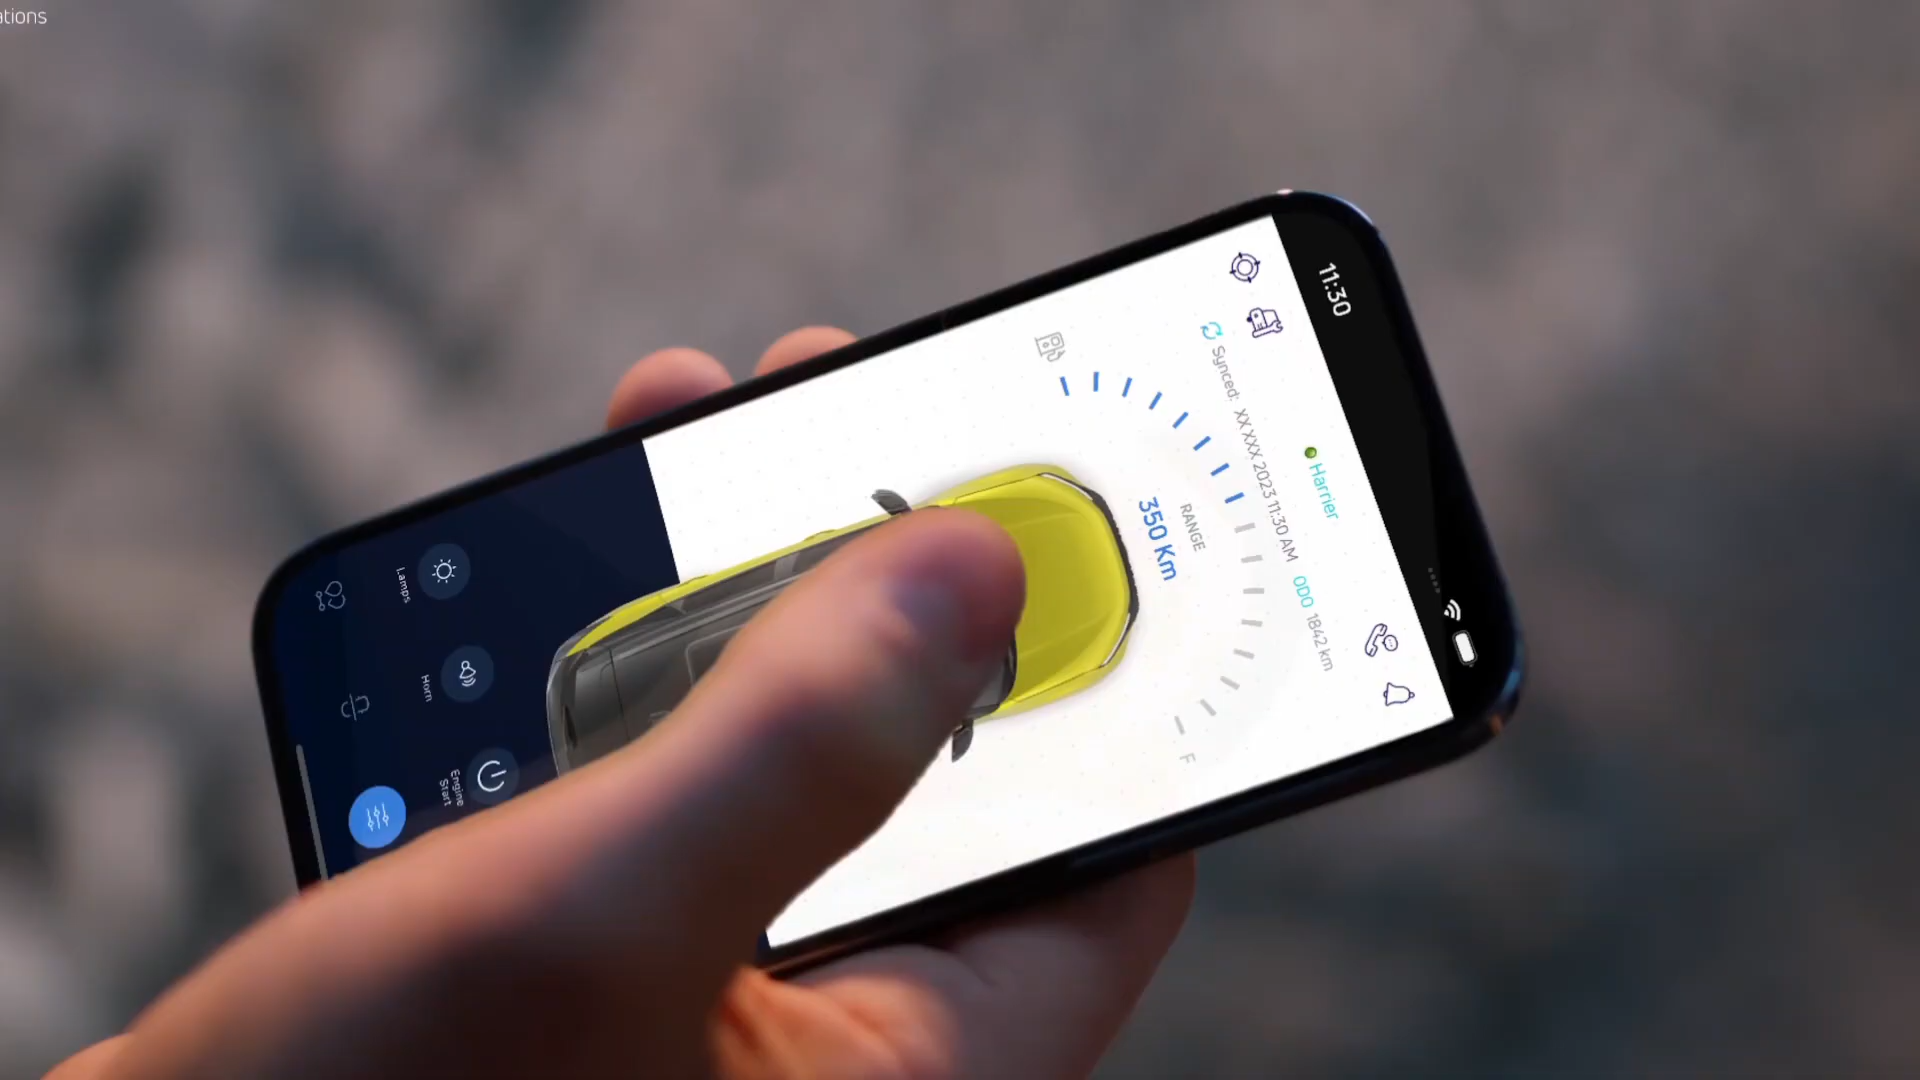 ations
11:30
Harrier
Synced: XX XXX 2023 11:30 AM
ODO 1842 km
RANGE
350 Km
F
Lamps
Horn
Engine
Start